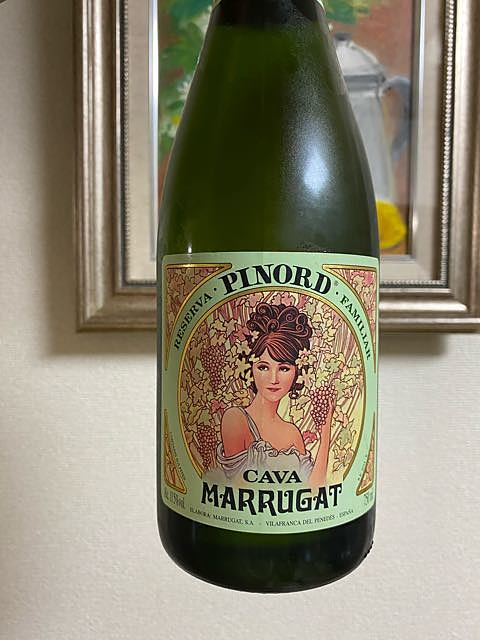 RESERVA · PINORD® · FAMILIAR
CAVA
MARRUGAT
ELABORA: MARRUGAT, S.A. - VILAFRANCA DEL PENEDÈS - ESPAÑA